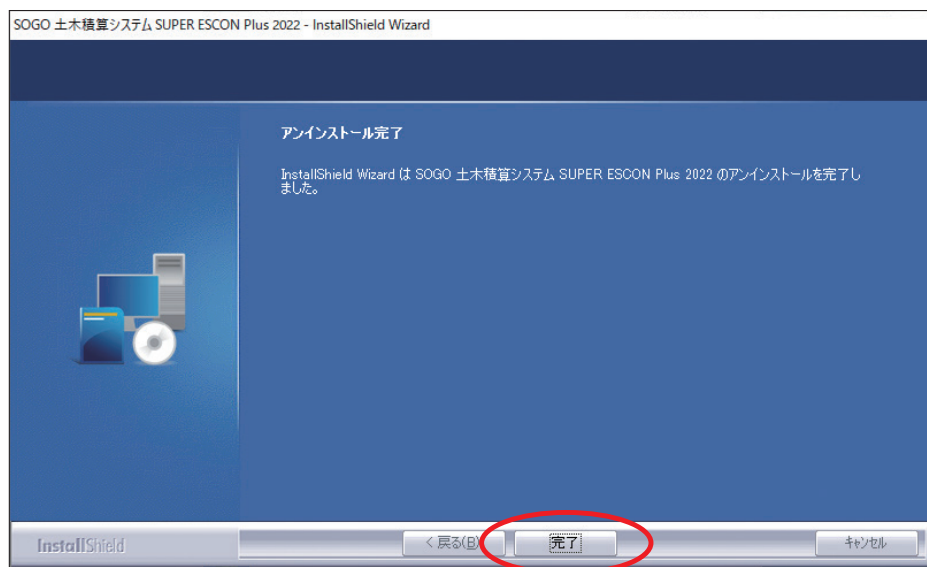 SOGO 土木積算システム SUPER ESCON Plus 2022 - InstallShield Wizard
アンインストール完了
InstallShield Wizard は SOGO 土木積算システム SUPER ESCON Plus 2022 のアンインストールを完了し
ました。
InstallShield
< 戻る(B)
完了
キャンセル